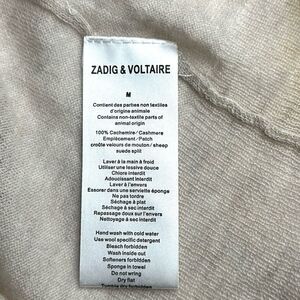 ZADIG & VOLTAIRE
M
Contient des parties non textiles
d'origine animale
Contains non-textile parts of
animal origin
100% Cachemire/ Cashmere
Emplècement / Patch
croûte velours de mouton / sheep
suede split
Laver à la main à froid
Utiliser une lessive douce
Chlore interdit
Adoucissant interdit
Laver à l'envers
Essorer dans une serviette éponge
Ne pas tordre
Séchage à plat
Séchage à sec interdit
Repassage doux sur l'envers
Nettoyage à sec interdit
Hand wash with cold water
Use wool specific detergent
Bleach forbidden
Wash inside out
Softeners forbidden
Sponge in towel
Do not wring
Dry flat
Tumble dry forbidden